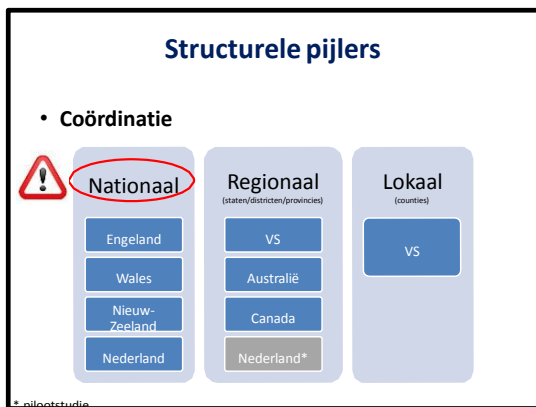 Structurele pijlers
• Coördinatie
Nationaal
Engeland
Wales
Nieuw-
Zeeland
Nederland
Regionaal
(staten/districten/provincies)
VS
Australië
Canada
Nederland*
Lokaal
(counties)
VS
* pilootstudie